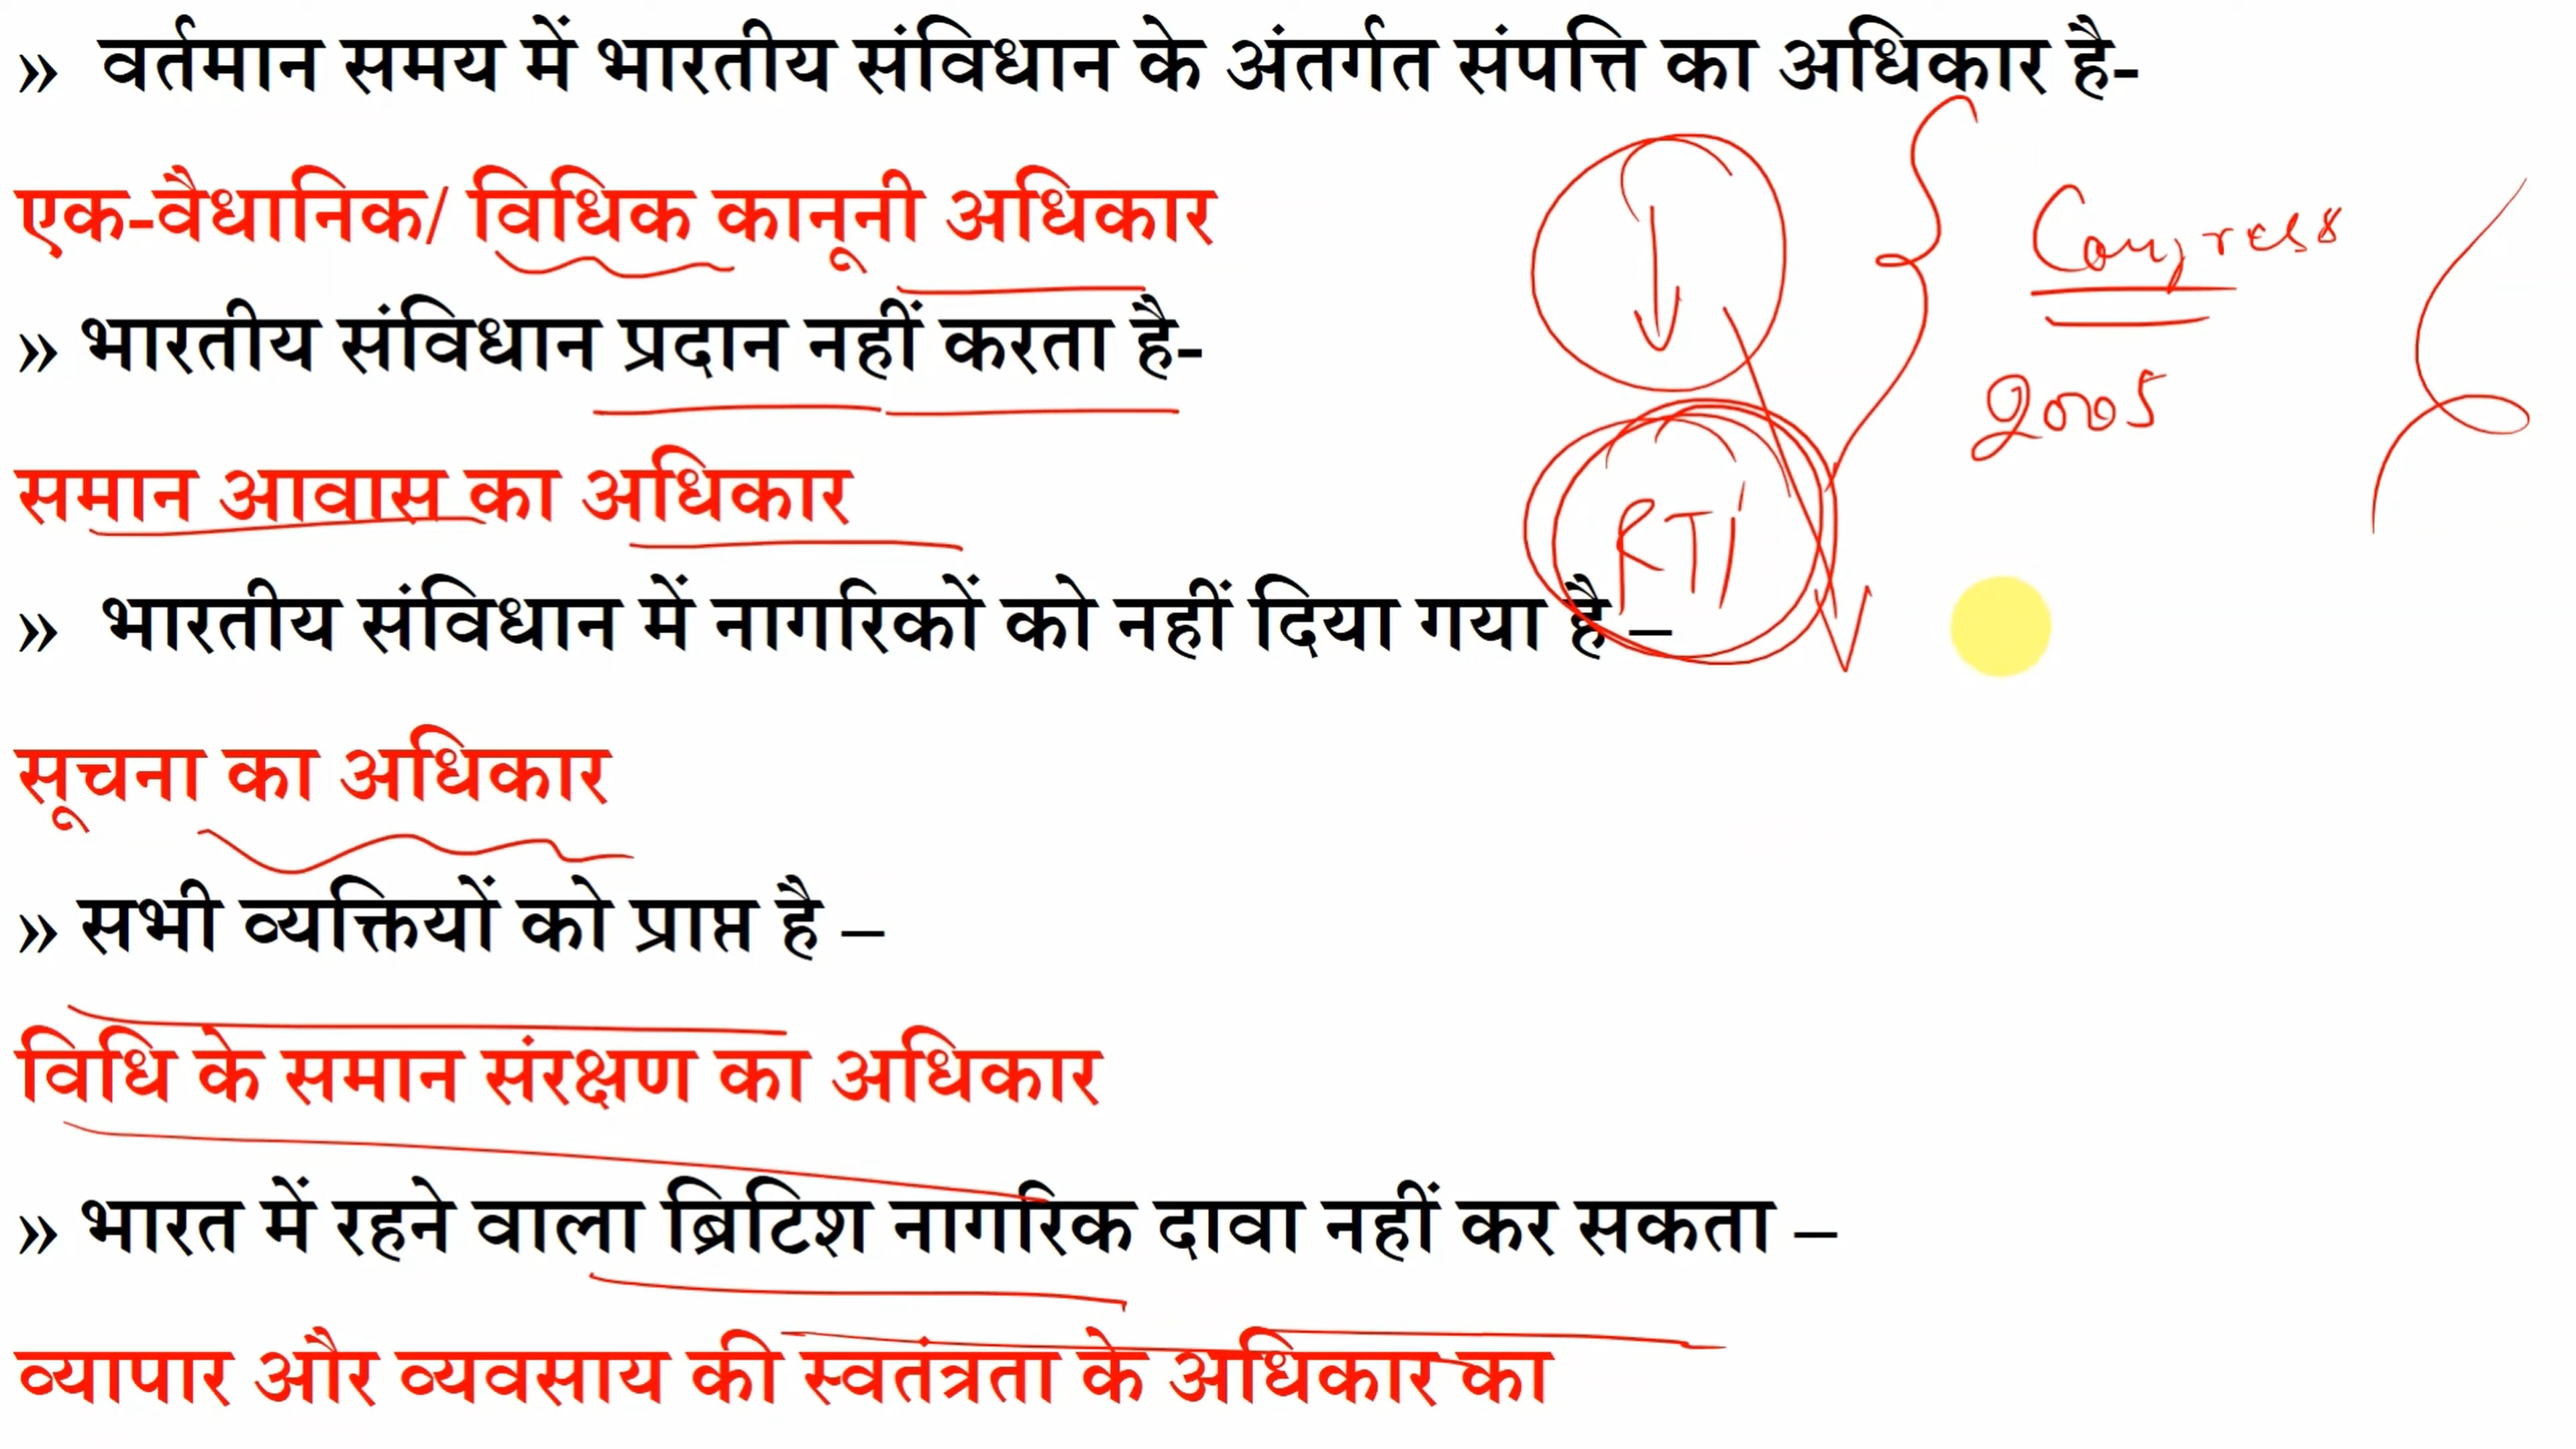 » वर्तमान समय में भारतीय संविधान के अंतर्गत संपत्ति का अधिकार है-
एक-वैधानिक/ विधिक कानूनी अधिकार
Congress
» भारतीय संविधान प्रदान नहीं करता है-
2005
समान आवास का अधिकार
RTI
» भारतीय संविधान में नागरिकों को नहीं दिया गया है –
सूचना का अधिकार
» सभी व्यक्तियों को प्राप्त है –
विधि के समान संरक्षण का अधिकार
» भारत में रहने वाला ब्रिटिश नागरिक दावा नहीं कर सकता –
व्यापार और व्यवसाय की स्वतंत्रता के अधिकार का